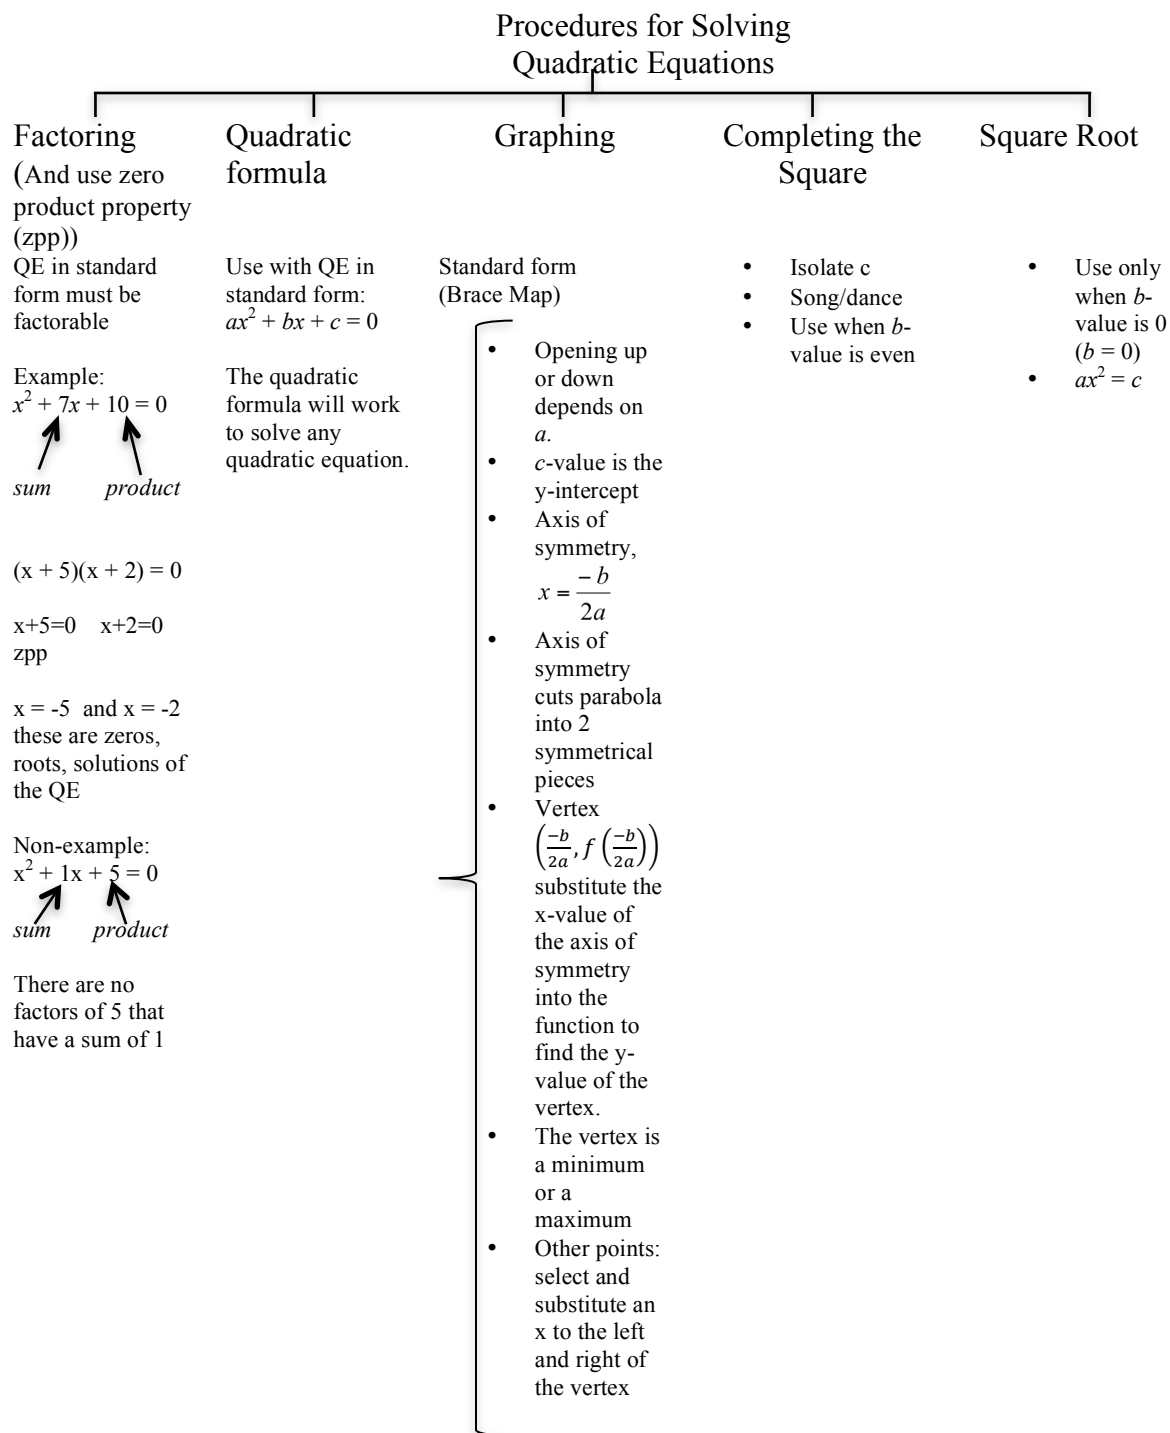 Procedures for Solving
Quadratic Equations
Factoring
(And use zero
product property
(zpp))
QE in standard
form must be
factorable
Example:
x² + 7x + 10 = 0
sum product
(x + 5)(x + 2) = 0
x+5=0 x+2=0
zpp
x = -5 and x = -2
these are zeros,
roots, solutions of
the QE
Non-example:
x² + 1x + 5 = 0
sum product
There are no
factors of 5 that
have a sum of 1
Quadratic
formula
Use with QE in
standard form:
ax² + bx + c = 0
The quadratic
formula will work
to solve any
quadratic equation.
Graphing
Standard form
(Brace Map)
• Opening up
or down
depends on
a.
• c-value is the
y-intercept
• Axis of
symmetry,
x = -b/2a
• Axis of
symmetry
cuts parabola
into 2
symmetrical
pieces
• Vertex
(-b/2a, f(-b/2a))
substitute the
x-value of
the axis of
symmetry
into the
function to
find the y-
value of the
vertex.
• The vertex is
a minimum
or a
maximum
• Other points:
select and
substitute an
x to the left
and right of
the vertex
Completing the
Square
• Isolate c
• Song/dance
• Use when b-
value is even
Square Root
• Use only
when b-
value is 0
(b = 0)
• ax² = c